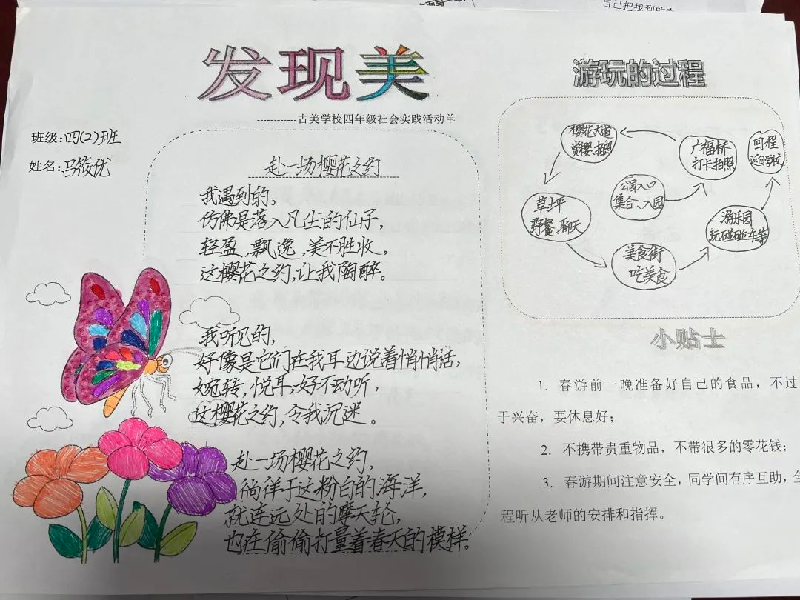 发现美
古美学校四年级社会实践活动单
班级:四(2)班
姓名:
赴一场樱花之约
我遇到的,
仿佛是落入凡尘的仙子,
轻盈、飘逸、美不胜收,
这樱花之约,让我陶醉。
我听见的,
好像是它们在我耳边说着悄悄话,
婉转、悦耳、好不动听,
这樱花之约,令我沉迷。
赴一场樱花之约,
徜徉于这粉白的海洋,
就连远处的摩天轮,
也在偷偷打量着春天的模样。
游玩的过程
公园入口
集合、入园
广福桥
打卡拍照
樱花大道
赏樱、拍照
草坪
野餐、聊天
美食街
吃美食
游乐园
玩碰碰车等
回程
小贴士
1. 春游前一晚准备好自己的食品,不过
于兴奋,要休息好;
2. 不携带贵重物品,不带很多的零花钱;
3. 春游期间注意安全,同学间有序互助,全
程听从老师的安排和指挥。